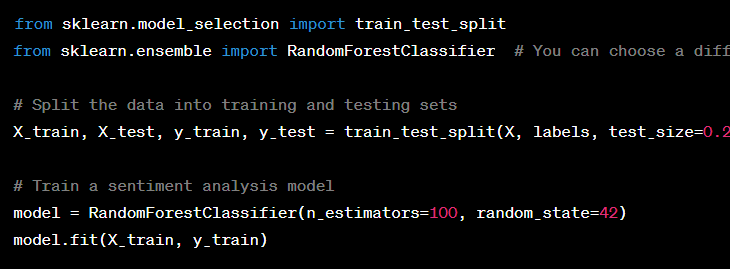 from sklearn.model_selection import train_test_split
from sklearn.ensemble import RandomForestClassifier  # You can choose a diff
# Split the data into training and testing sets
X_train, X_test, y_train, y_test = train_test_split(X, labels, test_size=0.2
# Train a sentiment analysis model
model = RandomForestClassifier(n_estimators=100, random_state=42)
model.fit(X_train, y_train)